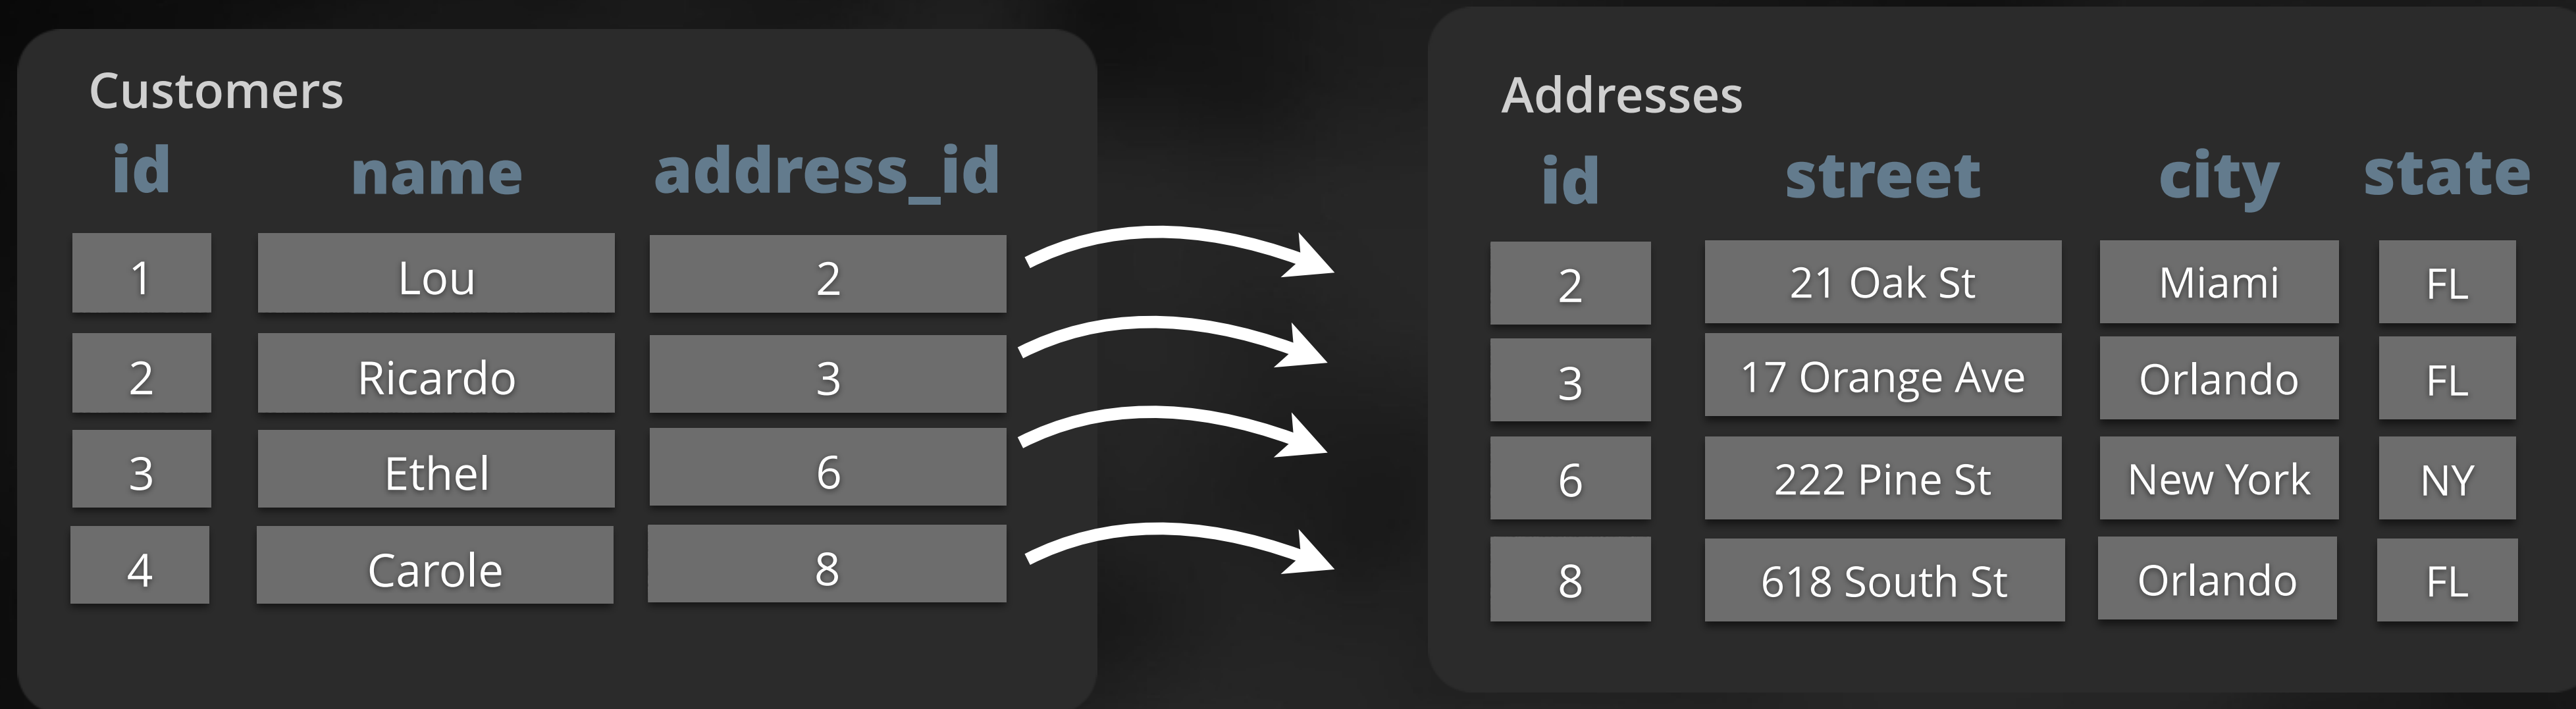 Customers
id name address_id
1 Lou 2
2 Ricardo 3
3 Ethel 6
4 Carole 8
Addresses
id street city state
2 21 Oak St Miami FL
3 17 Orange Ave Orlando FL
6 222 Pine St New York NY
8 618 South St Orlando FL